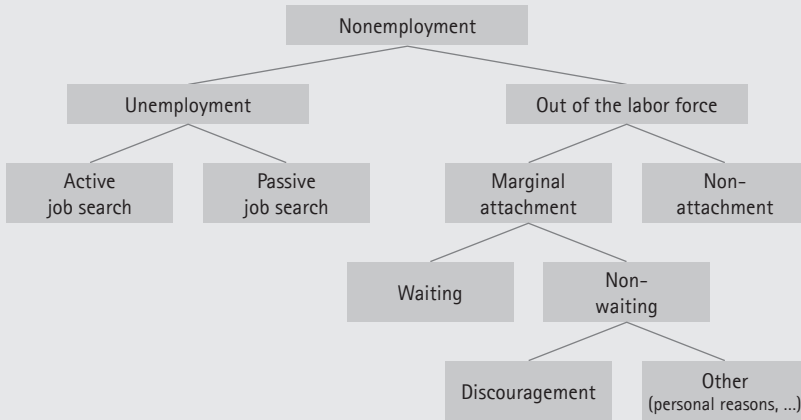 Nonemployment
Unemployment
Out of the labor force
Active
job search
Passive
job search
Marginal
attachment
Non-
attachment
Waiting
Non-
waiting
Discouragement
Other
(personal reasons, ...)